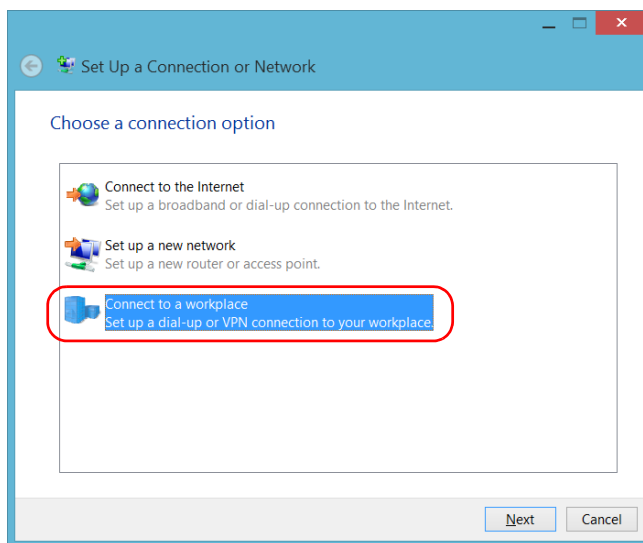 Set Up a Connection or Network
Choose a connection option
Connect to the Internet
Set up a broadband or dial-up connection to the Internet.
Set up a new network
Set up a new router or access point.
Connect to a workplace
Set up a dial-up or VPN connection to your workplace.
Next
Cancel